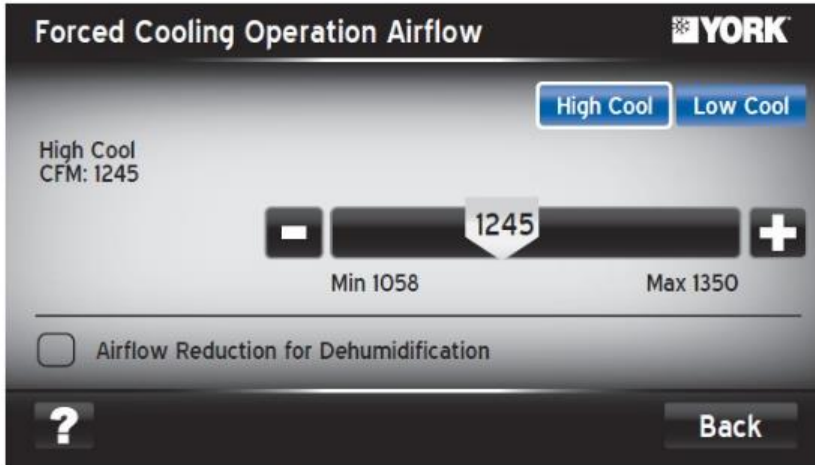 Forced Cooling Operation Airflow
YORK
High Cool
Low Cool
High Cool
CFM: 1245
-
1245
+
Min 1058
Max 1350
Airflow Reduction for Dehumidification
?
Back